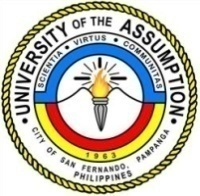 · UNIVERSITY OF THE ASSUMPTION ·
SCIENTIA · VIRTUS · COMMUNITAS
1963
CITY OF SAN FERNANDO, PAMPANGA
PHILIPPINES